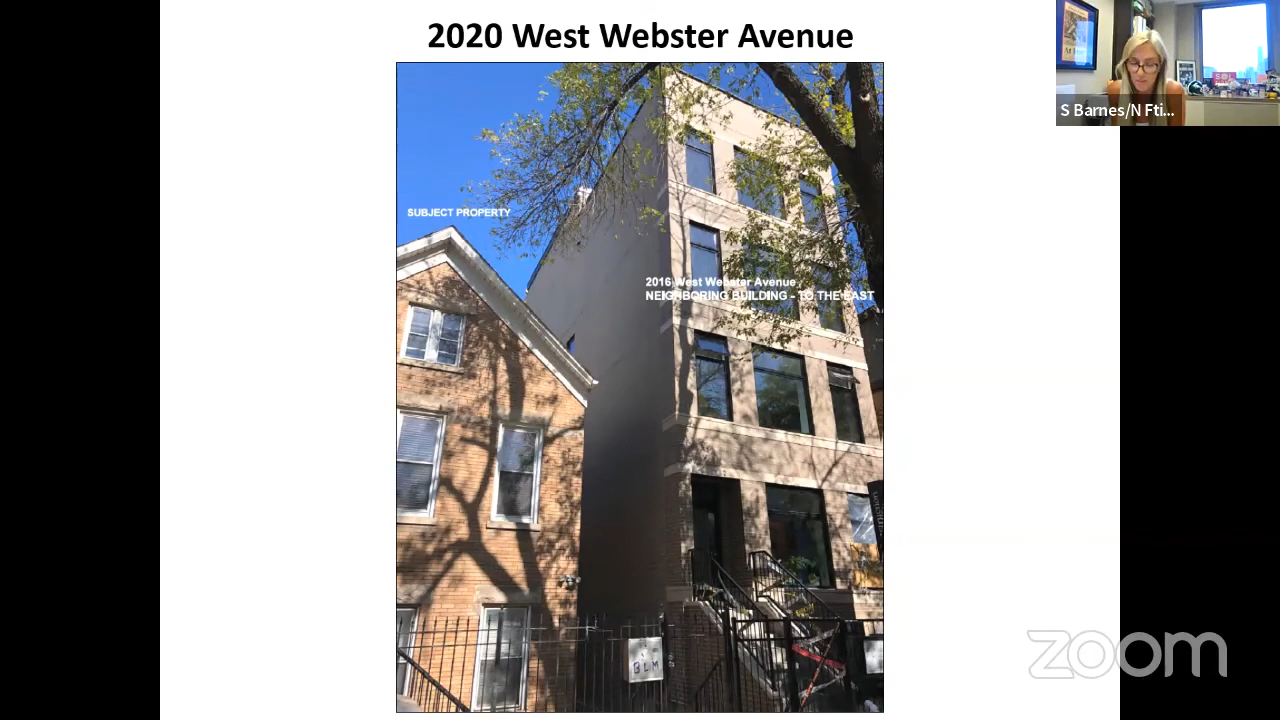 2020 West Webster Avenue
S Barnes/N Fti...
SUBJECT PROPERTY
2016 West Webster Avenue
NEIGHBORING BUILDING - TO THE EAST
BLM
zoom